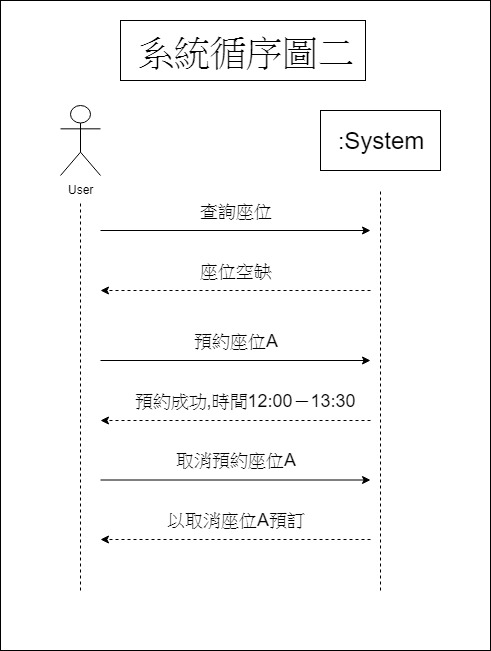 系統循序圖二
:System
User
查詢座位
座位空缺
預約座位A
預約成功,時間12:00－13:30
取消預約座位A
以取消座位A預訂